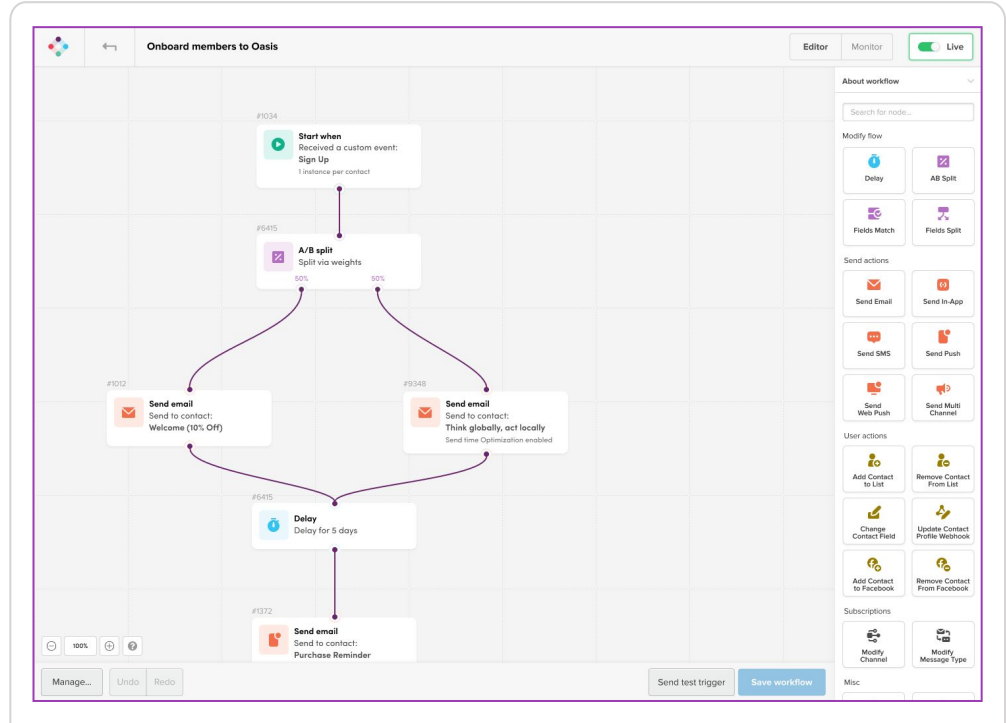 Onboard members to Oasis
Editor
Monitor
Live
#1034
Start when
Received a custom event:
Sign Up
1 instance per contact
#6415
A/B split
Split via weights
50%
50%
#1012
Send email
Send to contact:
Welcome (10% Off)
#9348
Send email
Send to contact:
Think globally, act locally
Send time Optimization enabled
#6415
Delay
Delay for 5 days
#1372
Send email
Send to contact:
Purchase Reminder
100%
?
Manage...
Undo
Redo
Send test trigger
Save workflow
About workflow
Search for node...
Modify flow
Delay
AB Split
Fields Match
Fields Split
Send actions
Send Email
Send In-App
Send SMS
Send Push
Send
Web Push
Send Multi
Channel
User actions
Add Contact
to List
Remove Contact
From List
Change
Contact Field
Update Contact
Profile Webhook
Add Contact
to Facebook
Remove Contact
From Facebook
Subscriptions
Modify
Channel
Modify
Message Type
Misc